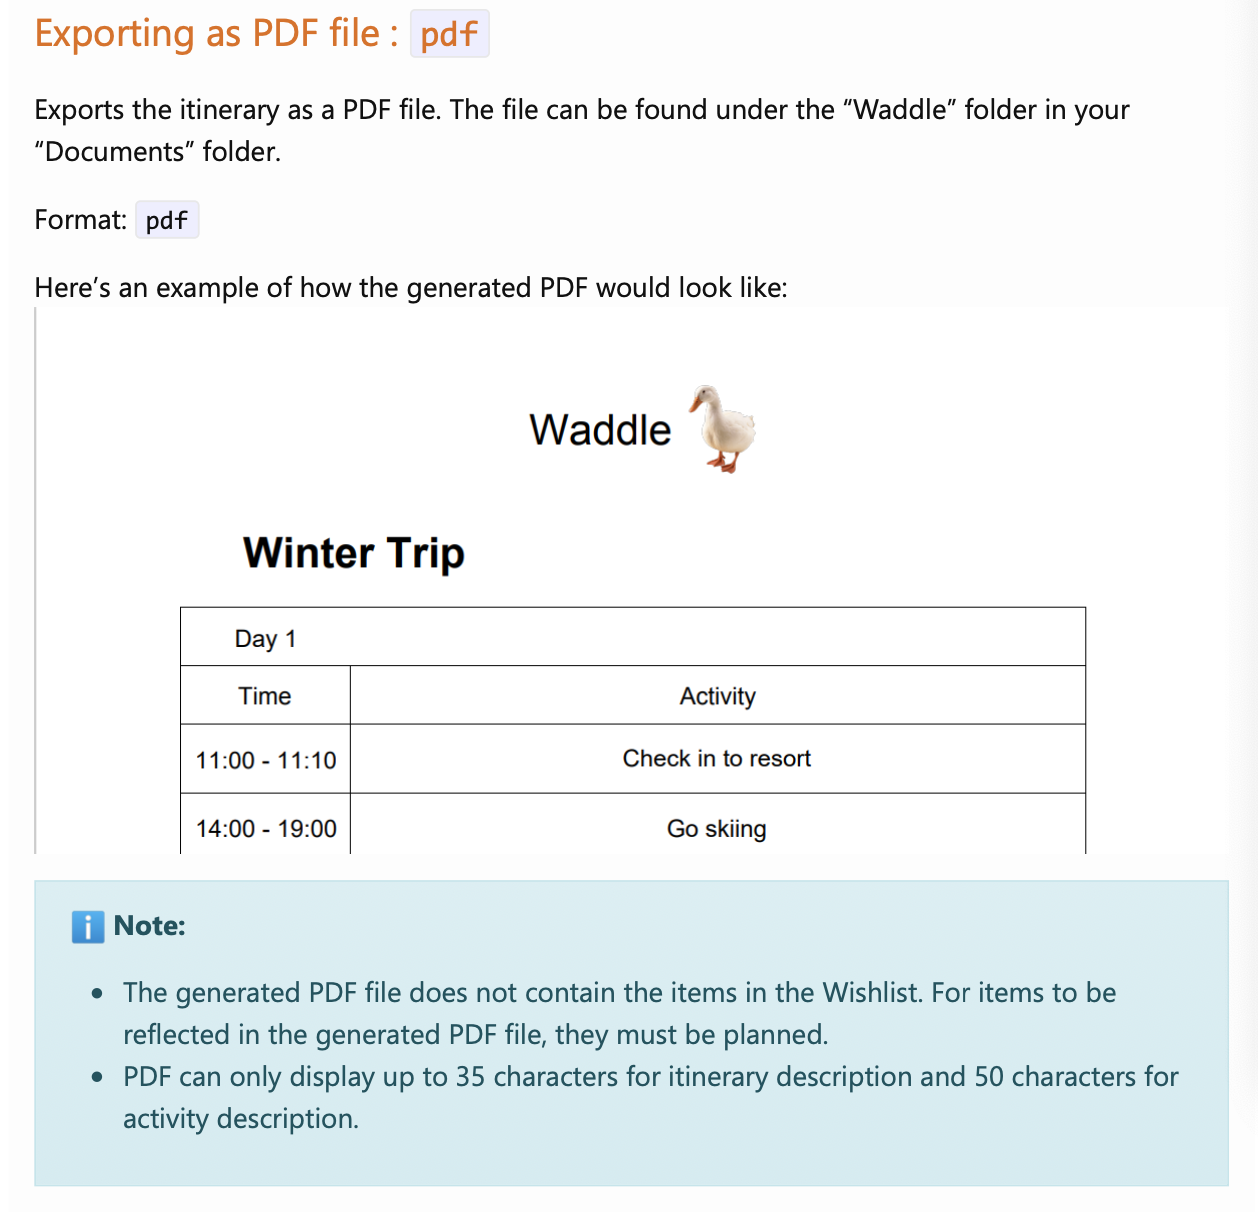 Exporting as PDF file : pdf
Exports the itinerary as a PDF file. The file can be found under the “Waddle” folder in your
“Documents” folder.
Format: pdf
Here’s an example of how the generated PDF would look like:
Waddle
Winter Trip
Day 1
Time Activity
11:00 - 11:10 Check in to resort
14:00 - 19:00 Go skiing
Note:
• The generated PDF file does not contain the items in the Wishlist. For items to be
reflected in the generated PDF file, they must be planned.
• PDF can only display up to 35 characters for itinerary description and 50 characters for
activity description.